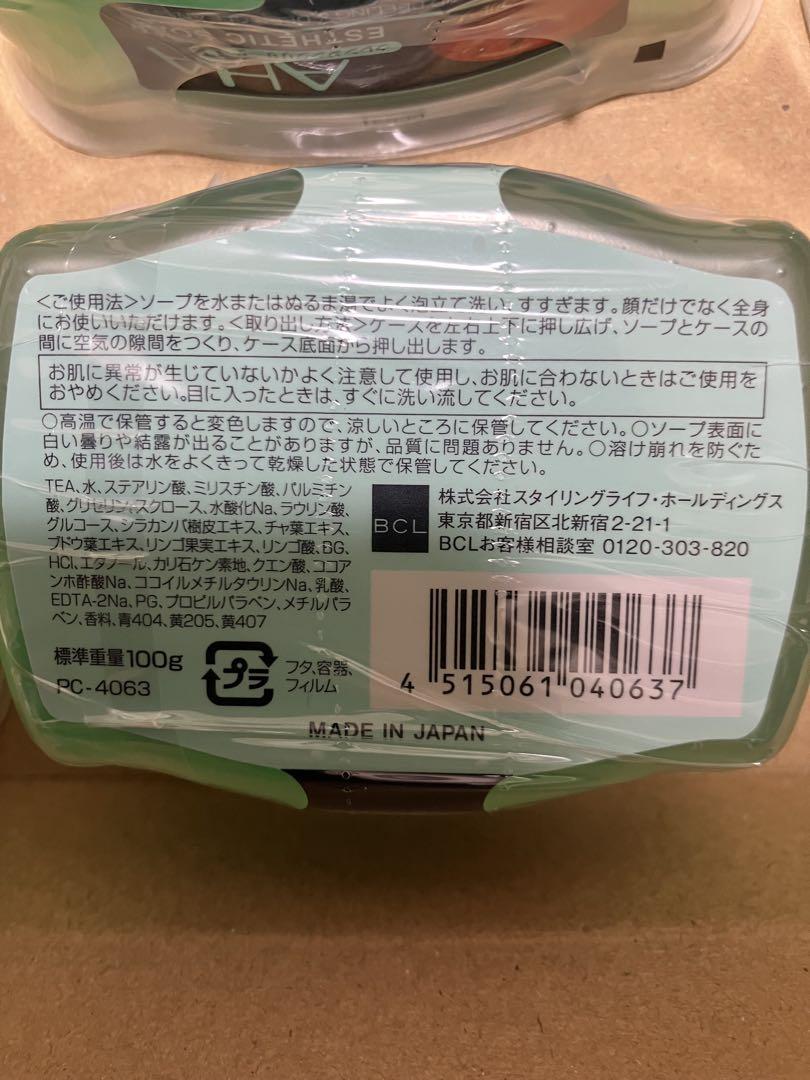 ESTHETIC SOAP
AHA
<ご使用法>ソープを水またはぬるま湯でよく泡立て洗い、すすぎます。顔だけでなく全身
にお使いいただけます。<取り出し方法>ケースを左右上下に押し広げ、ソープとケースの
間に空気の隙間をつくり、ケース底面から押し出します。
お肌に異常が生じていないかよく注意して使用し、お肌に合わないときはご使用を
おやめください。目に入ったときは、すぐに洗い流してください。
○高温で保管すると変色しますので、涼しいところに保管してください。○ソープ表面に
白い曇りや結露が出ることがありますが、品質に問題ありません。○溶け崩れを防ぐた
め、使用後は水をよくきって乾燥した状態で保管してください。
TEA、水、ステアリン酸、ミリスチン酸、パルミチン
酸、グリセリン、スクロース、水酸化Na、ラウリン酸、
グルコース、シラカンバ樹皮エキス、チャ葉エキス、
ブドウ葉エキス、リンゴ果実エキス、リンゴ酸、BG、
HCl、エタノール、カリ石ケン素地、クエン酸、ココア
ンホ酢酸Na、ココイルメチルタウリンNa、乳酸、
EDTA-2Na、PG、プロピルパラベン、メチルパラ
ベン、香料、青404、黄205、黄407
BCL
株式会社スタイリングライフ・ホールディングス
東京都新宿区北新宿2-21-1
BCLお客様相談室 0120-303-820
標準重量100g
PC-4063
プラ
フタ、容器、
フィルム
4 515061 040637
MADE IN JAPAN